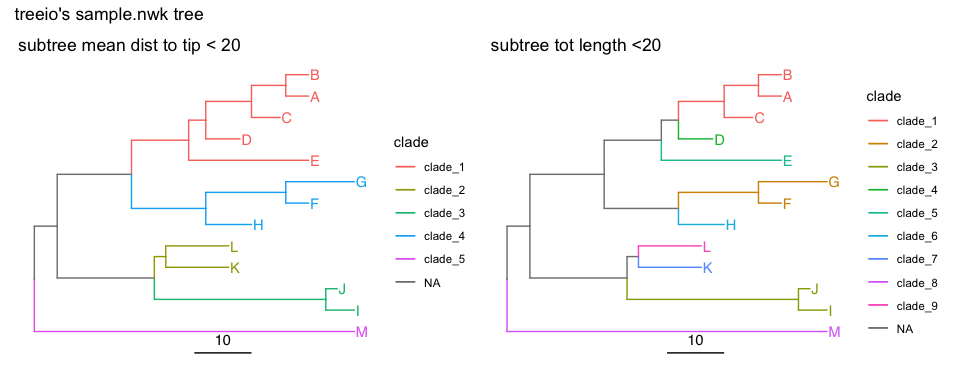 treeio's sample.nwk tree
subtree mean dist to tip < 20
B
A
C
D
E
G
F
H
L
K
J
I
M
10
clade
clade_1
clade_2
clade_3
clade_4
clade_5
NA
subtree tot length <20
B
A
C
D
E
G
F
H
L
K
J
I
M
10
clade
clade_1
clade_2
clade_3
clade_4
clade_5
clade_6
clade_7
clade_8
clade_9
NA